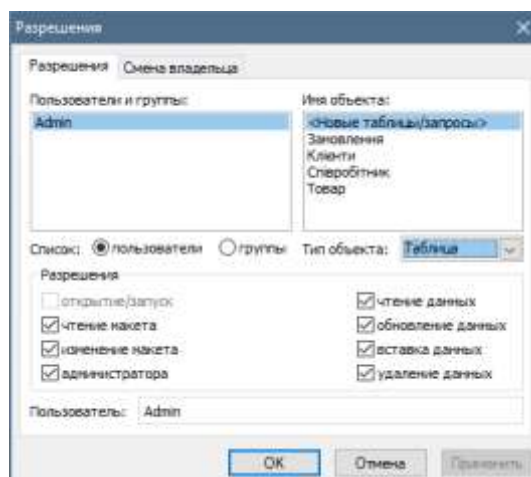 Разрешения
Разрешения Смена владельца
Пользователи и группы: Имя объекта:
Admin
<Новые таблицы/запросы>
Замовлення
Клієнти
Співробітник
Товар
Список: пользователи группы Тип объекта: Таблица
Разрешения
открытие/запуск чтение данных
чтение макета обновление данных
изменение макета вставка данных
администратора удаление данных
Пользователь: Admin
OK Отмена Применить